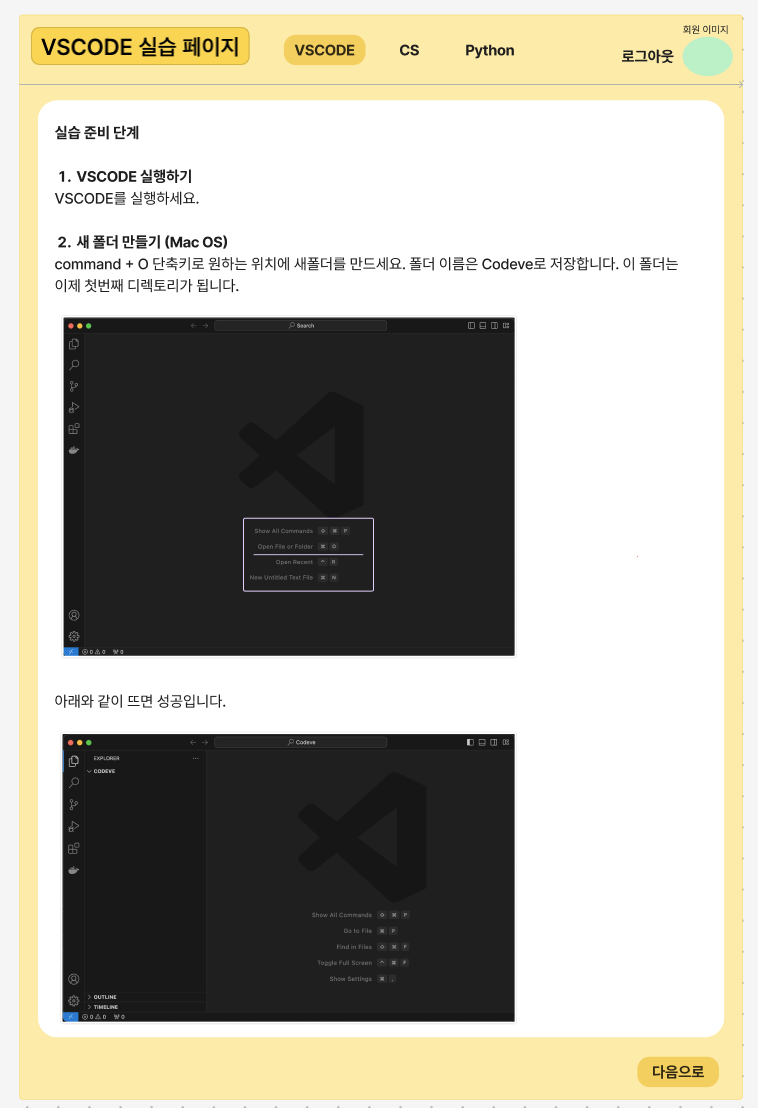 회원 이미지
VSCODE 실습 페이지
VSCODE
CS
Python
로그아웃
실습 준비 단계
1. VSCODE 실행하기
VSCODE를 실행하세요.
2. 새 폴더 만들기 (Mac OS)
command + O 단축키로 원하는 위치에 새폴더를 만드세요. 폴더 이름은 Codeve로 저장합니다. 이 폴더는
이제 첫번째 디렉토리가 됩니다.
Search
Show All Commands ⇧ ⌘ P
Open File or Folder ⌘ O
Open Recent ⌃ R
New Untitled Text File ⌘ N
0 0 0
아래와 같이 뜨면 성공입니다.
Codeve
EXPLORER ...
CODEVE
Show All Commands ⇧ ⌘ P
Go to File ⌘ P
Find in Files ⇧ ⌘ F
Toggle Full Screen ⌃ ⌘ F
Show Settings ⌘ ,
OUTLINE
TIMELINE
0 0 0
다음으로